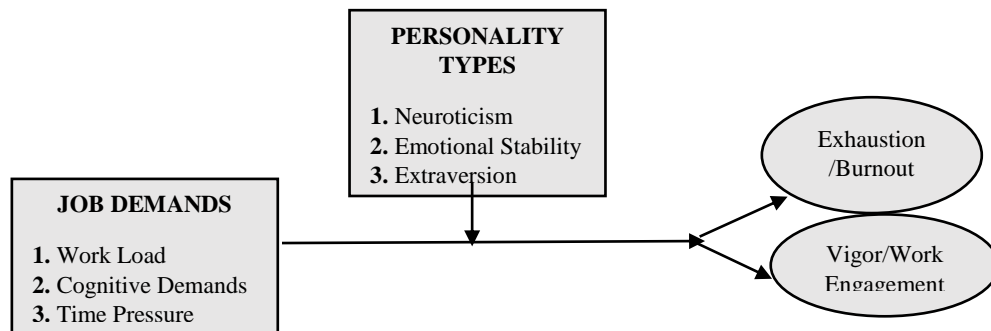 PERSONALITY
TYPES
1. Neuroticism
2. Emotional Stability
3. Extraversion
JOB DEMANDS
1. Work Load
2. Cognitive Demands
3. Time Pressure
Exhaustion
/Burnout
Vigor/Work
Engagement